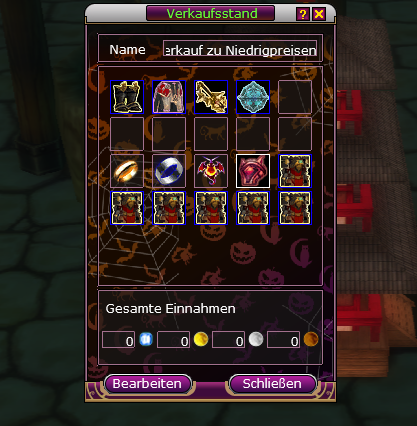 Verkaufsstand ? X
Name erkauf zu Niedrigpreisen
Gesamte Einnahmen
0 0 0 0
Bearbeiten Schließen